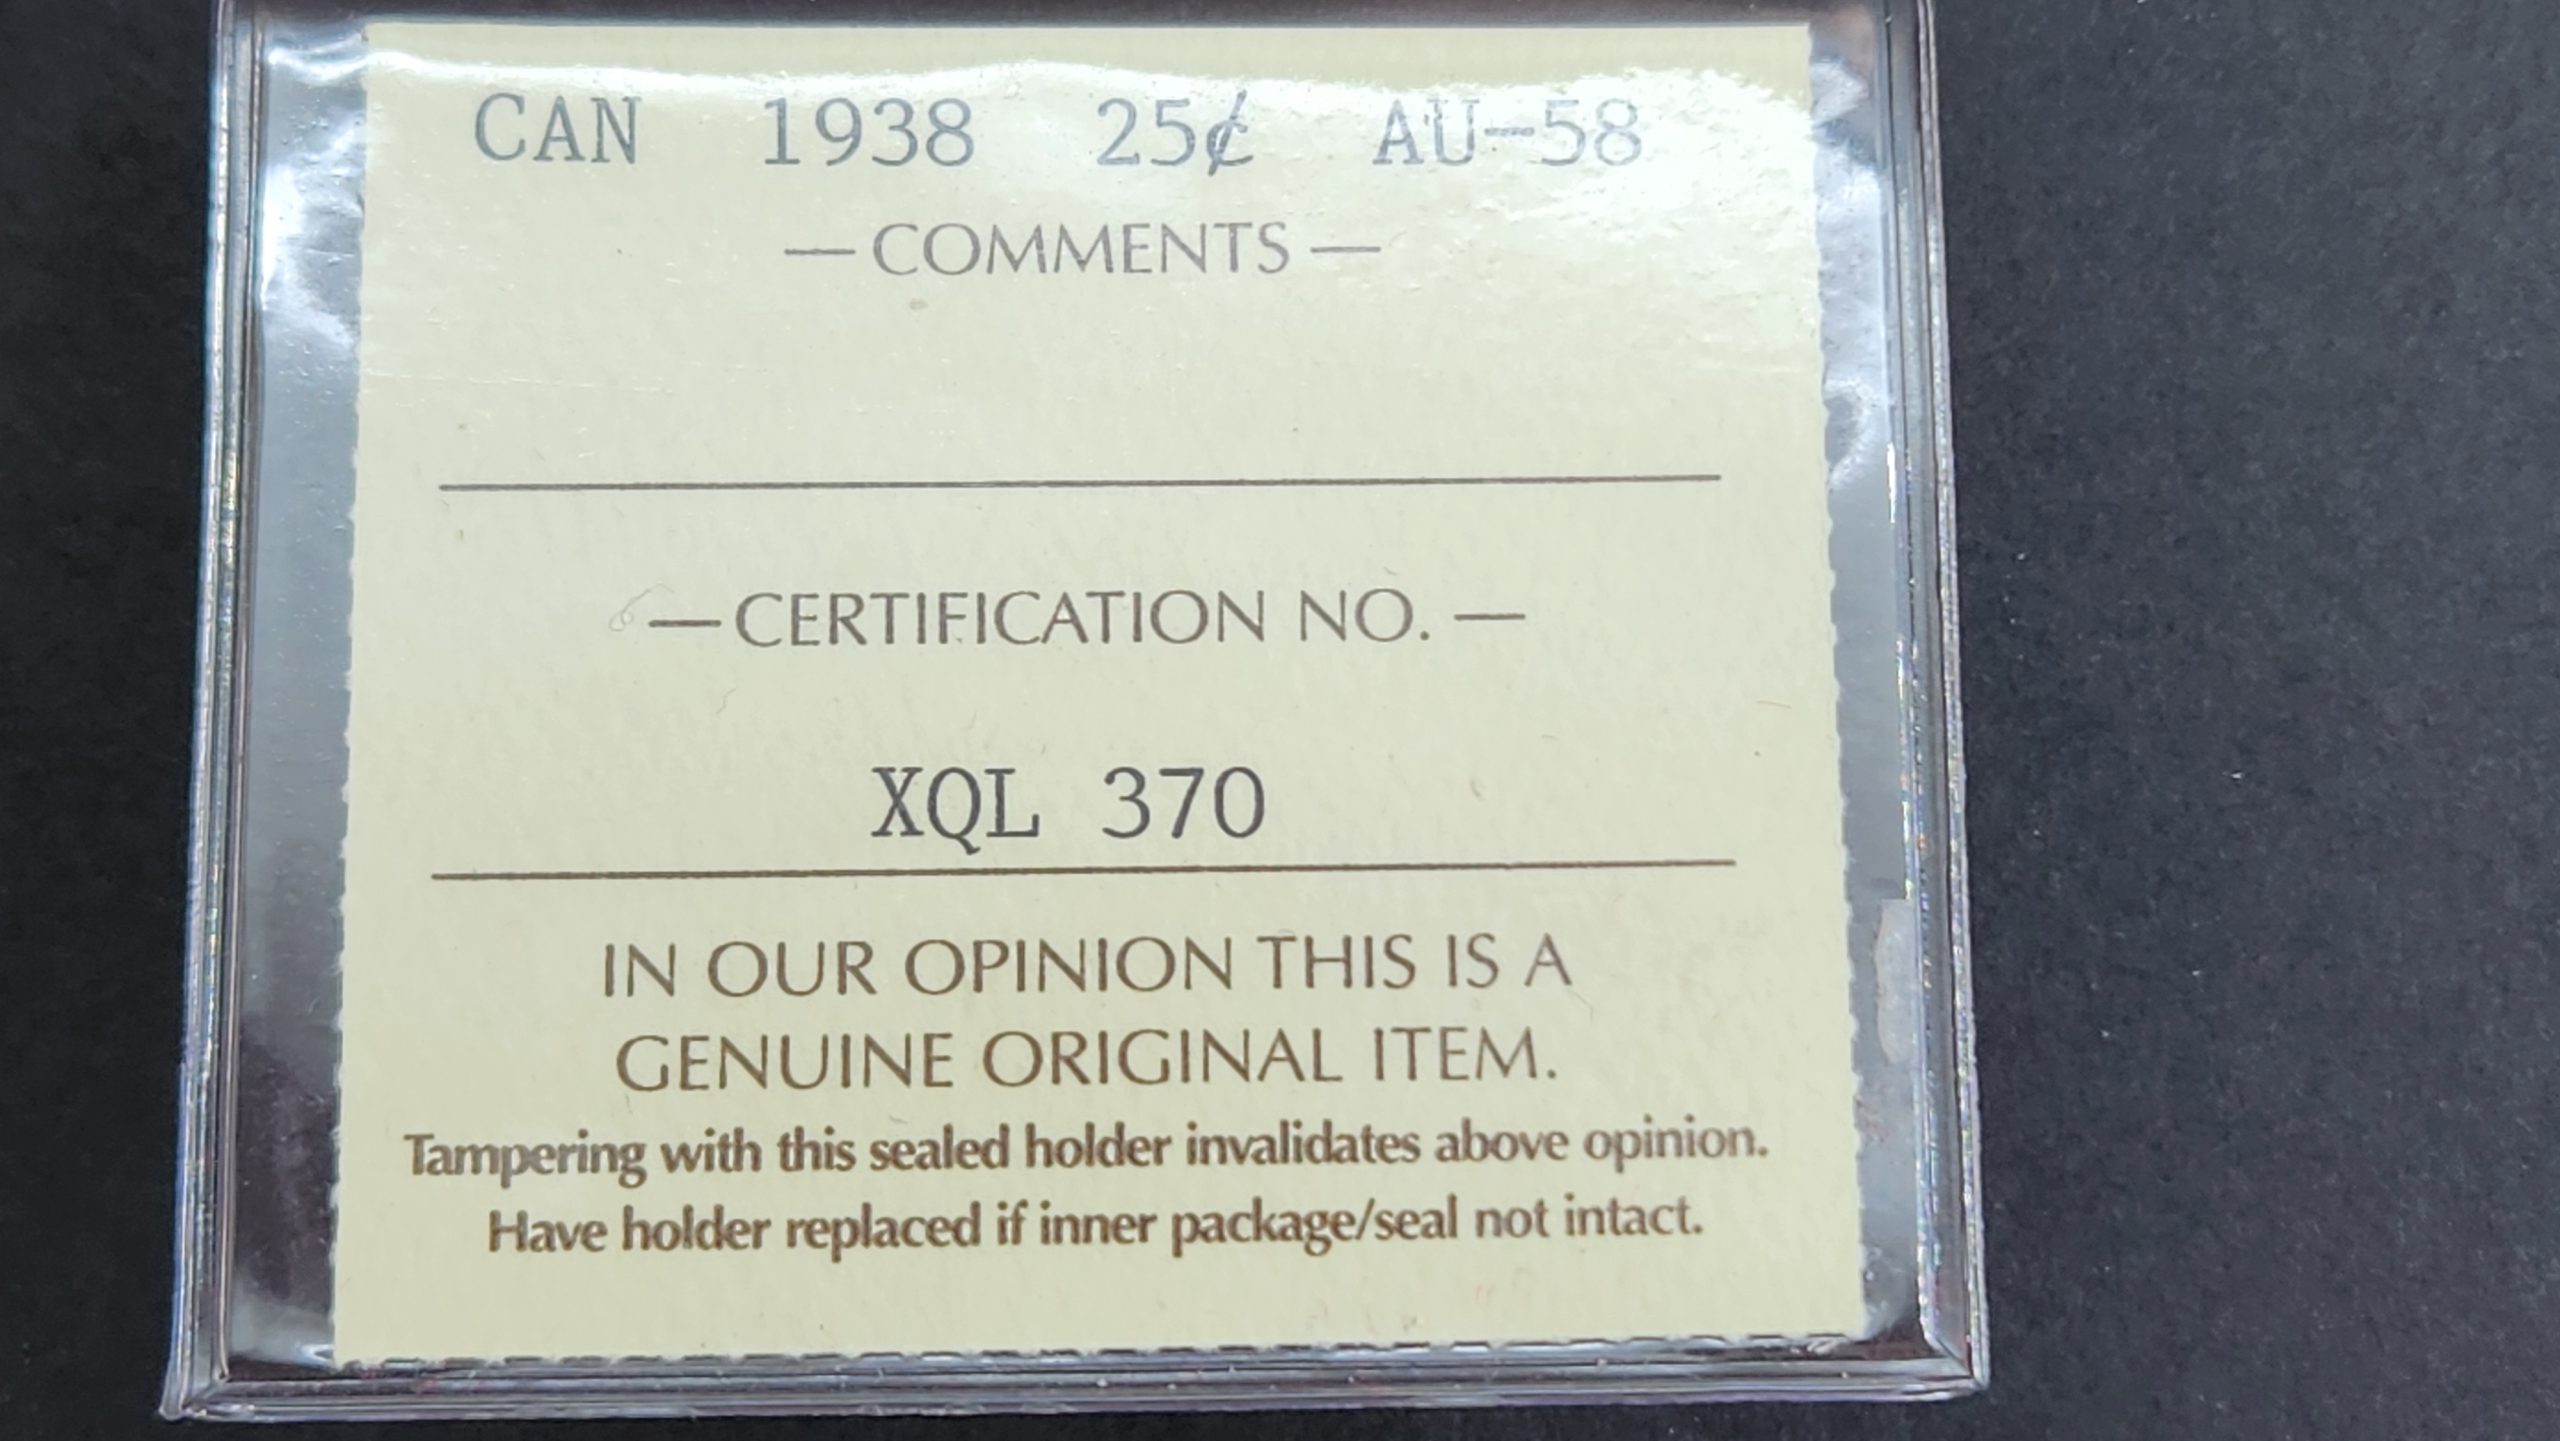 CAN 1938 25¢ AU-58
— COMMENTS —
— CERTIFICATION NO. —
XQL 370
IN OUR OPINION THIS IS A
GENUINE ORIGINAL ITEM.
Tampering with this sealed holder invalidates above opinion.
Have holder replaced if inner package/seal not intact.